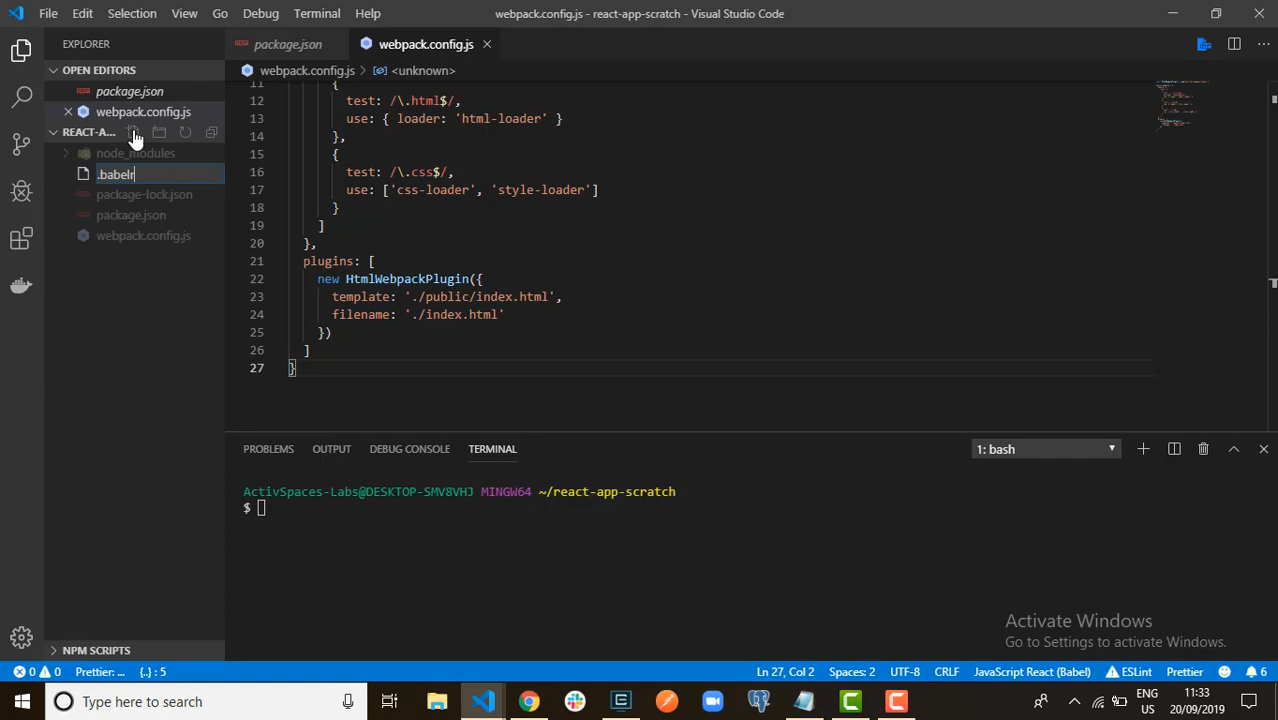 File Edit Selection View Go Debug Terminal Help webpack.config.js - react-app-scratch - Visual Studio Code
EXPLORER
OPEN EDITORS
package.json
webpack.config.js
REACT-A...
node_modules
.babelr
package-lock.json
package.json
webpack.config.js
NPM SCRIPTS
package.json webpack.config.js
webpack.config.js <unknown>
11 {
12 test: /\.html$/,
13 use: { loader: 'html-loader' }
14 },
15 {
16 test: /\.css$/,
17 use: ['css-loader', 'style-loader']
18 }
19 ]
20 },
21 plugins: [
22 new HtmlWebpackPlugin({
23 template: './public/index.html',
24 filename: './index.html'
25 })
26 ]
27 }
PROBLEMS OUTPUT DEBUG CONSOLE TERMINAL 1: bash
ActivSpaces-Labs@DESKTOP-SMV8VHJ MINGW64 ~/react-app-scratch
$
Activate Windows
Go to Settings to activate Windows.
0 0 Prettier: ... {..} : 5 Ln 27, Col 2 Spaces: 2 UTF-8 CRLF JavaScript React (Babel) ESLint Prettier 6
Type here to search
ENG
US
11:33
20/09/2019